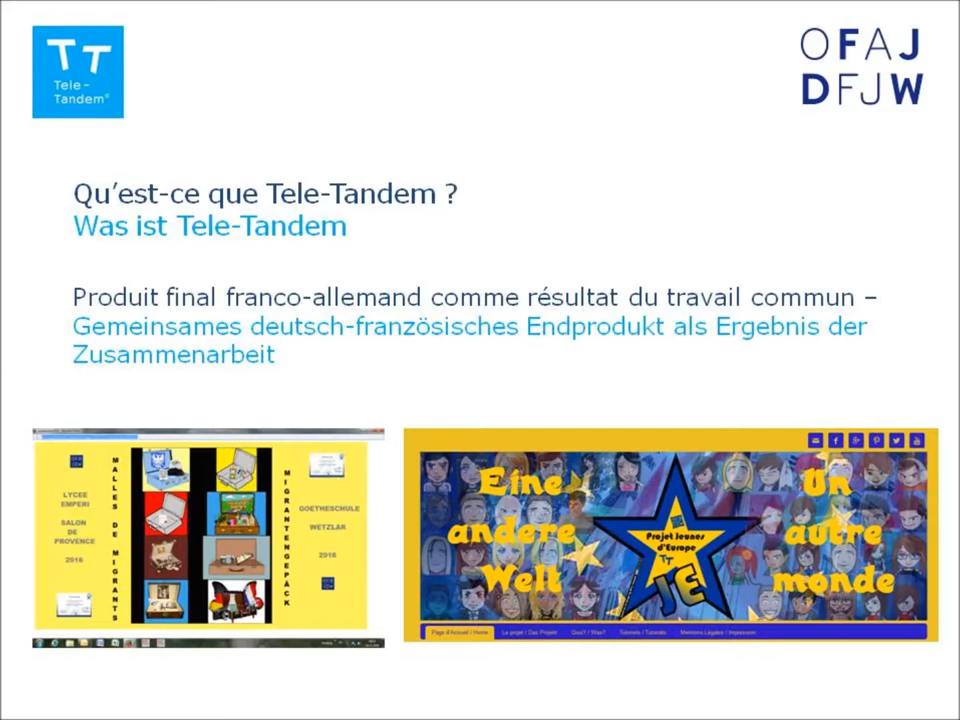 TT
Tele-
Tandem®
OFAJ
DFJW
Qu'est-ce que Tele-Tandem ?
Was ist Tele-Tandem
Produit final franco-allemand comme résultat du travail commun –
Gemeinsames deutsch-französisches Endprodukt als Ergebnis der
Zusammenarbeit
LYCEE
EMPERI
SALON
DE
PROVENCE
2016
MALLES DE MIGRANTS
MIGRANTENGEPÄCK
GOETHESCHULE
WETZLAR
2016
Eine
andere
Welt
Projet Jeunes
d'Europe
TT
JE
Un
autre
monde
Page d'Accueil / Home
Le projet / Das Projekt
Quoi? / Was?
Tutoriels / Tutorials
Mentions Légales / Impressum